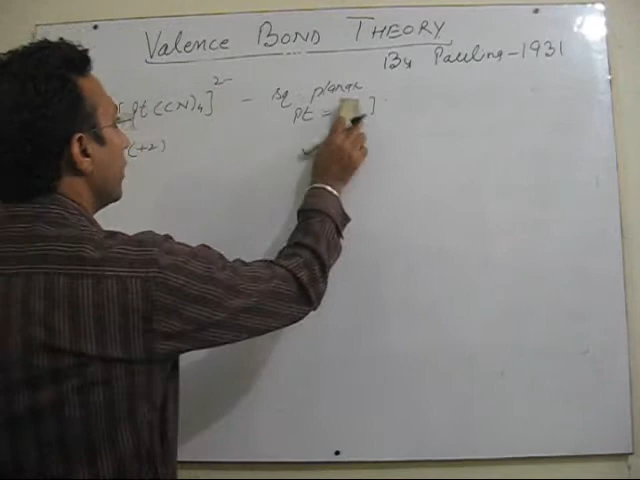 VALENCE BOND THEORY
By Pauling - 1931
Pt(CN)4]2- - sq. planar
Pt = ]
(+2)